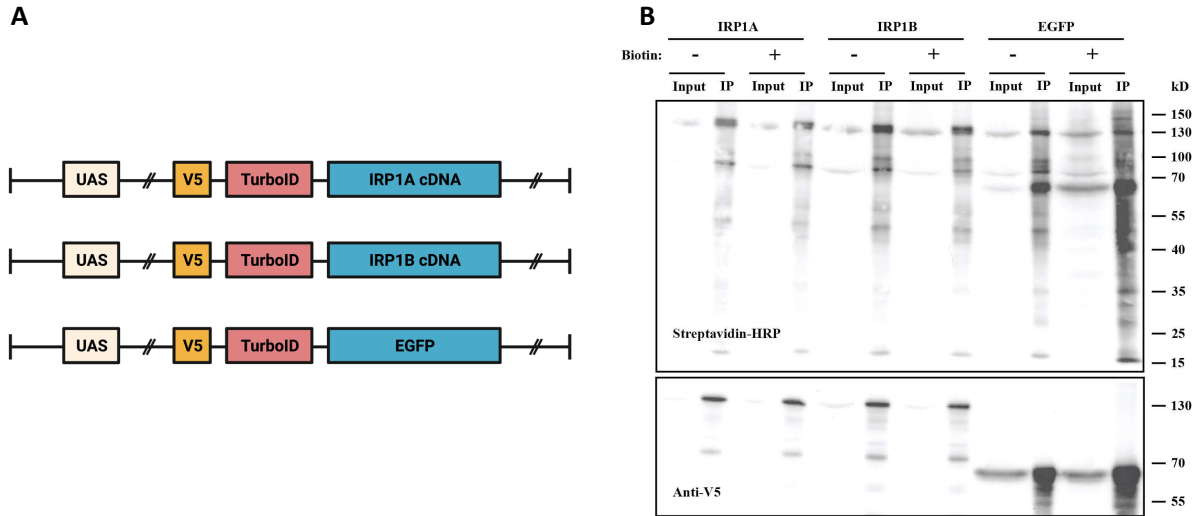 A
UAS V5 TurboID IRP1A cDNA
UAS V5 TurboID IRP1B cDNA
UAS V5 TurboID EGFP
B
IRP1A IRP1B EGFP
Biotin: - + - + - +
Input IP Input IP Input IP Input IP Input IP Input IP kD
150
130
100
70
55
40
35
25
15
Streptavidin-HRP
130
70
55
Anti-V5